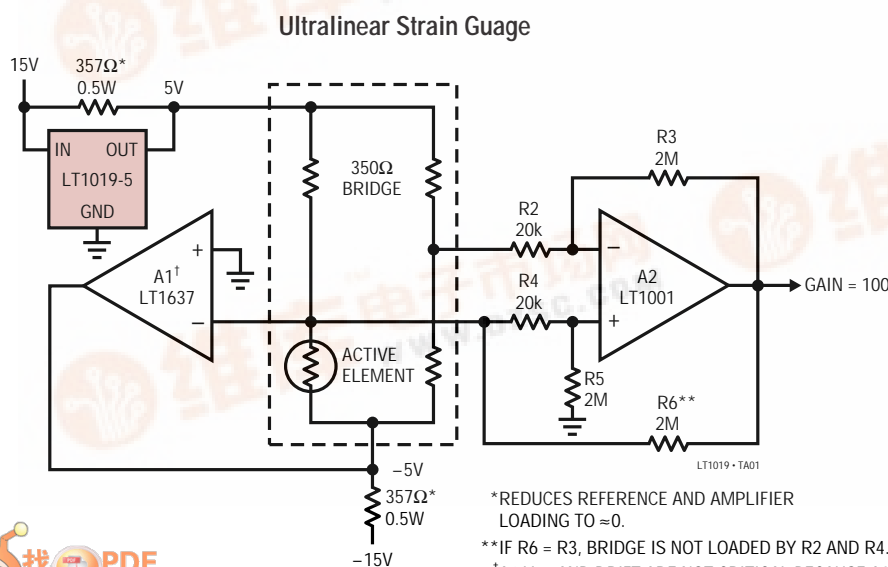 Ultralinear Strain Guage
15V
357Ω*
0.5W
5V
IN OUT
LT1019-5
GND
350Ω
BRIDGE
A1†
LT1637
+
–
ACTIVE
ELEMENT
R2
20k
R4
20k
R3
2M
–
+
A2
LT1001
GAIN = 100
R5
2M
R6**
2M
LT1019 • TA01
–5V
357Ω*
0.5W
–15V
*REDUCES REFERENCE AND AMPLIFIER
LOADING TO ≈0.
**IF R6 = R3, BRIDGE IS NOT LOADED BY R2 AND R4.
找 PDF